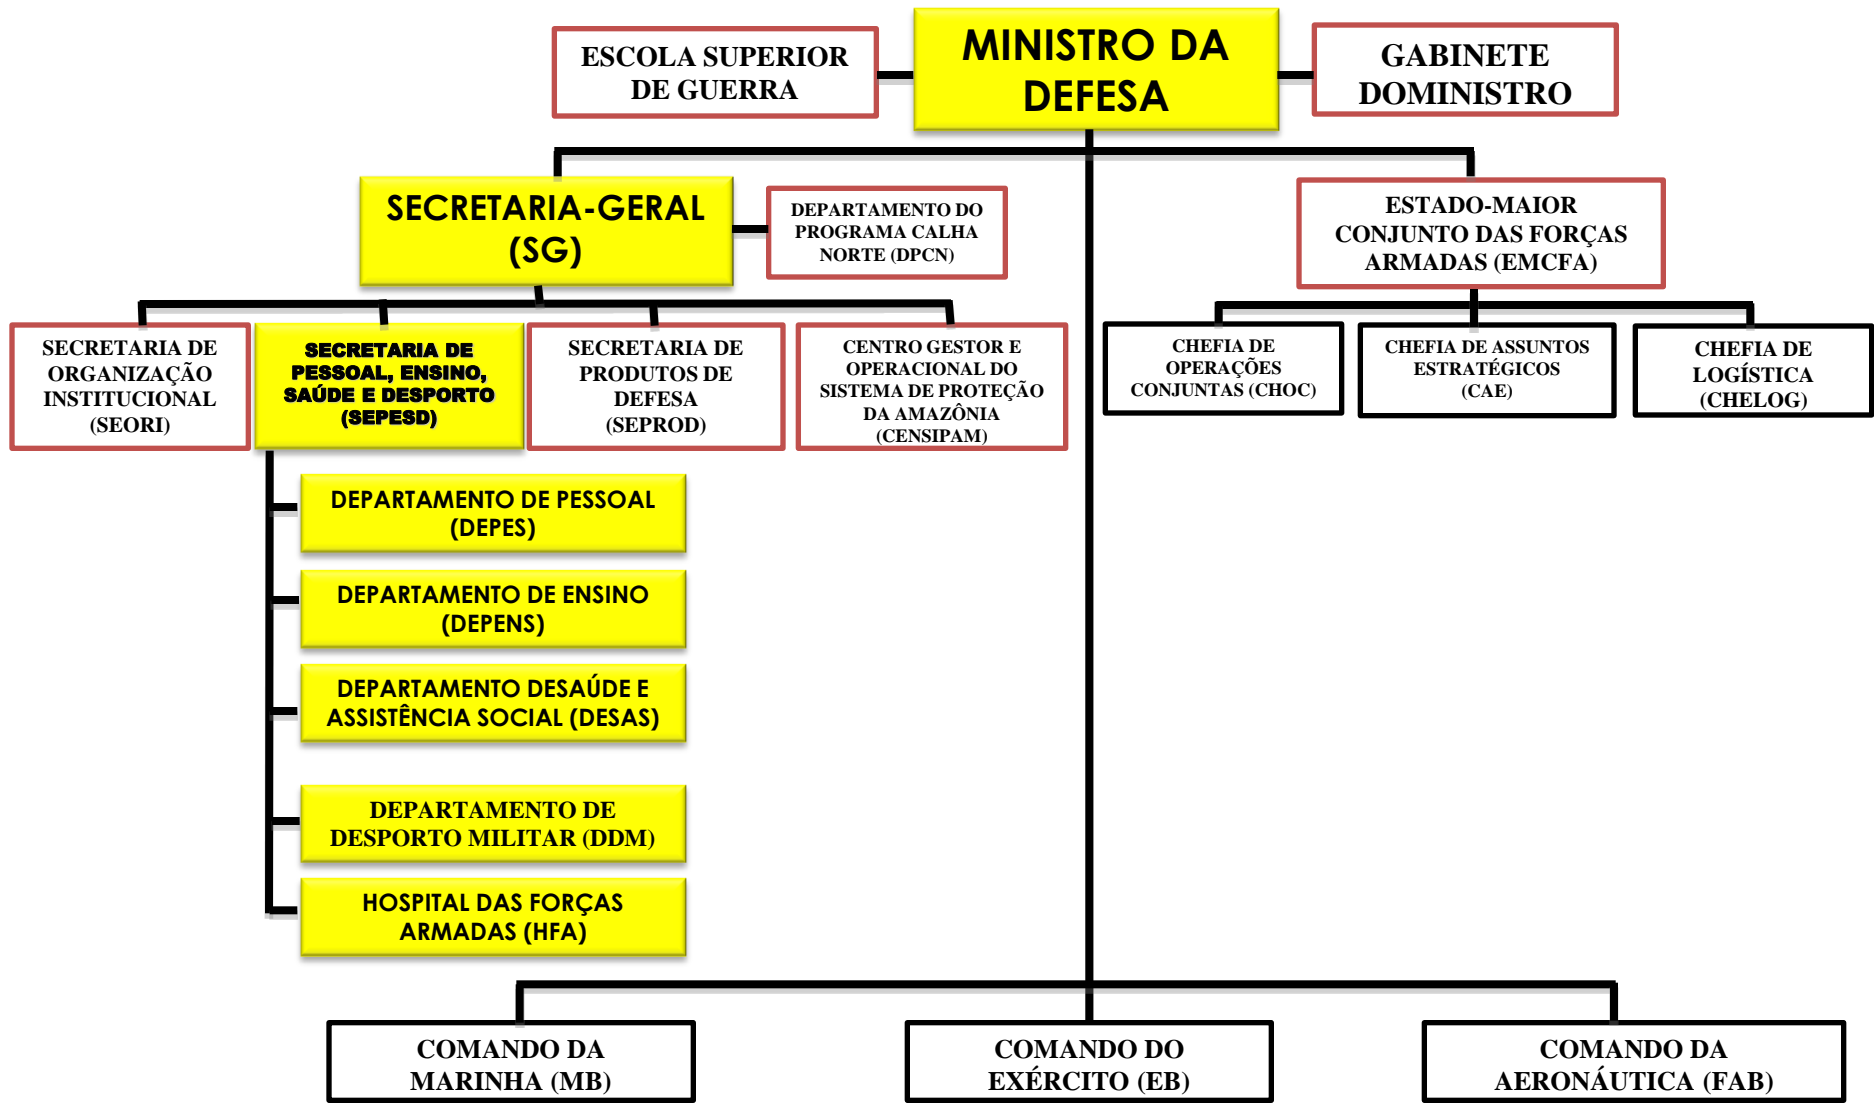 ESCOLA SUPERIOR
DE GUERRA
MINISTRO DA
DEFESA
GABINETE
DOMINISTRO
SECRETARIA-GERAL
(SG)
DEPARTAMENTO DO
PROGRAMA CALHA
NORTE (DPCN)
ESTADO-MAIOR
CONJUNTO DAS FORÇAS
ARMADAS (EMCFA)
SECRETARIA DE
ORGANIZAÇÃO
INSTITUCIONAL
(SEORI)
SECRETARIA DE
PESSOAL, ENSINO,
SAÚDE E DESPORTO
(SEPESD)
SECRETARIA DE
PRODUTOS DE
DEFESA
(SEPROD)
CENTRO GESTOR E
OPERACIONAL DO
SISTEMA DE PROTEÇÃO
DA AMAZÔNIA
(CENSIPAM)
CHEFIA DE
OPERAÇÕES
CONJUNTAS (CHOC)
CHEFIA DE ASSUNTOS
ESTRATÉGICOS
(CAE)
CHEFIA DE
LOGÍSTICA
(CHELOG)
DEPARTAMENTO DE PESSOAL
(DEPES)
DEPARTAMENTO DE ENSINO
(DEPENS)
DEPARTAMENTO DESAÚDE E
ASSISTÊNCIA SOCIAL (DESAS)
DEPARTAMENTO DE
DESPORTO MILITAR (DDM)
HOSPITAL DAS FORÇAS
ARMADAS (HFA)
COMANDO DA
MARINHA (MB)
COMANDO DO
EXÉRCITO (EB)
COMANDO DA
AERONÁUTICA (FAB)